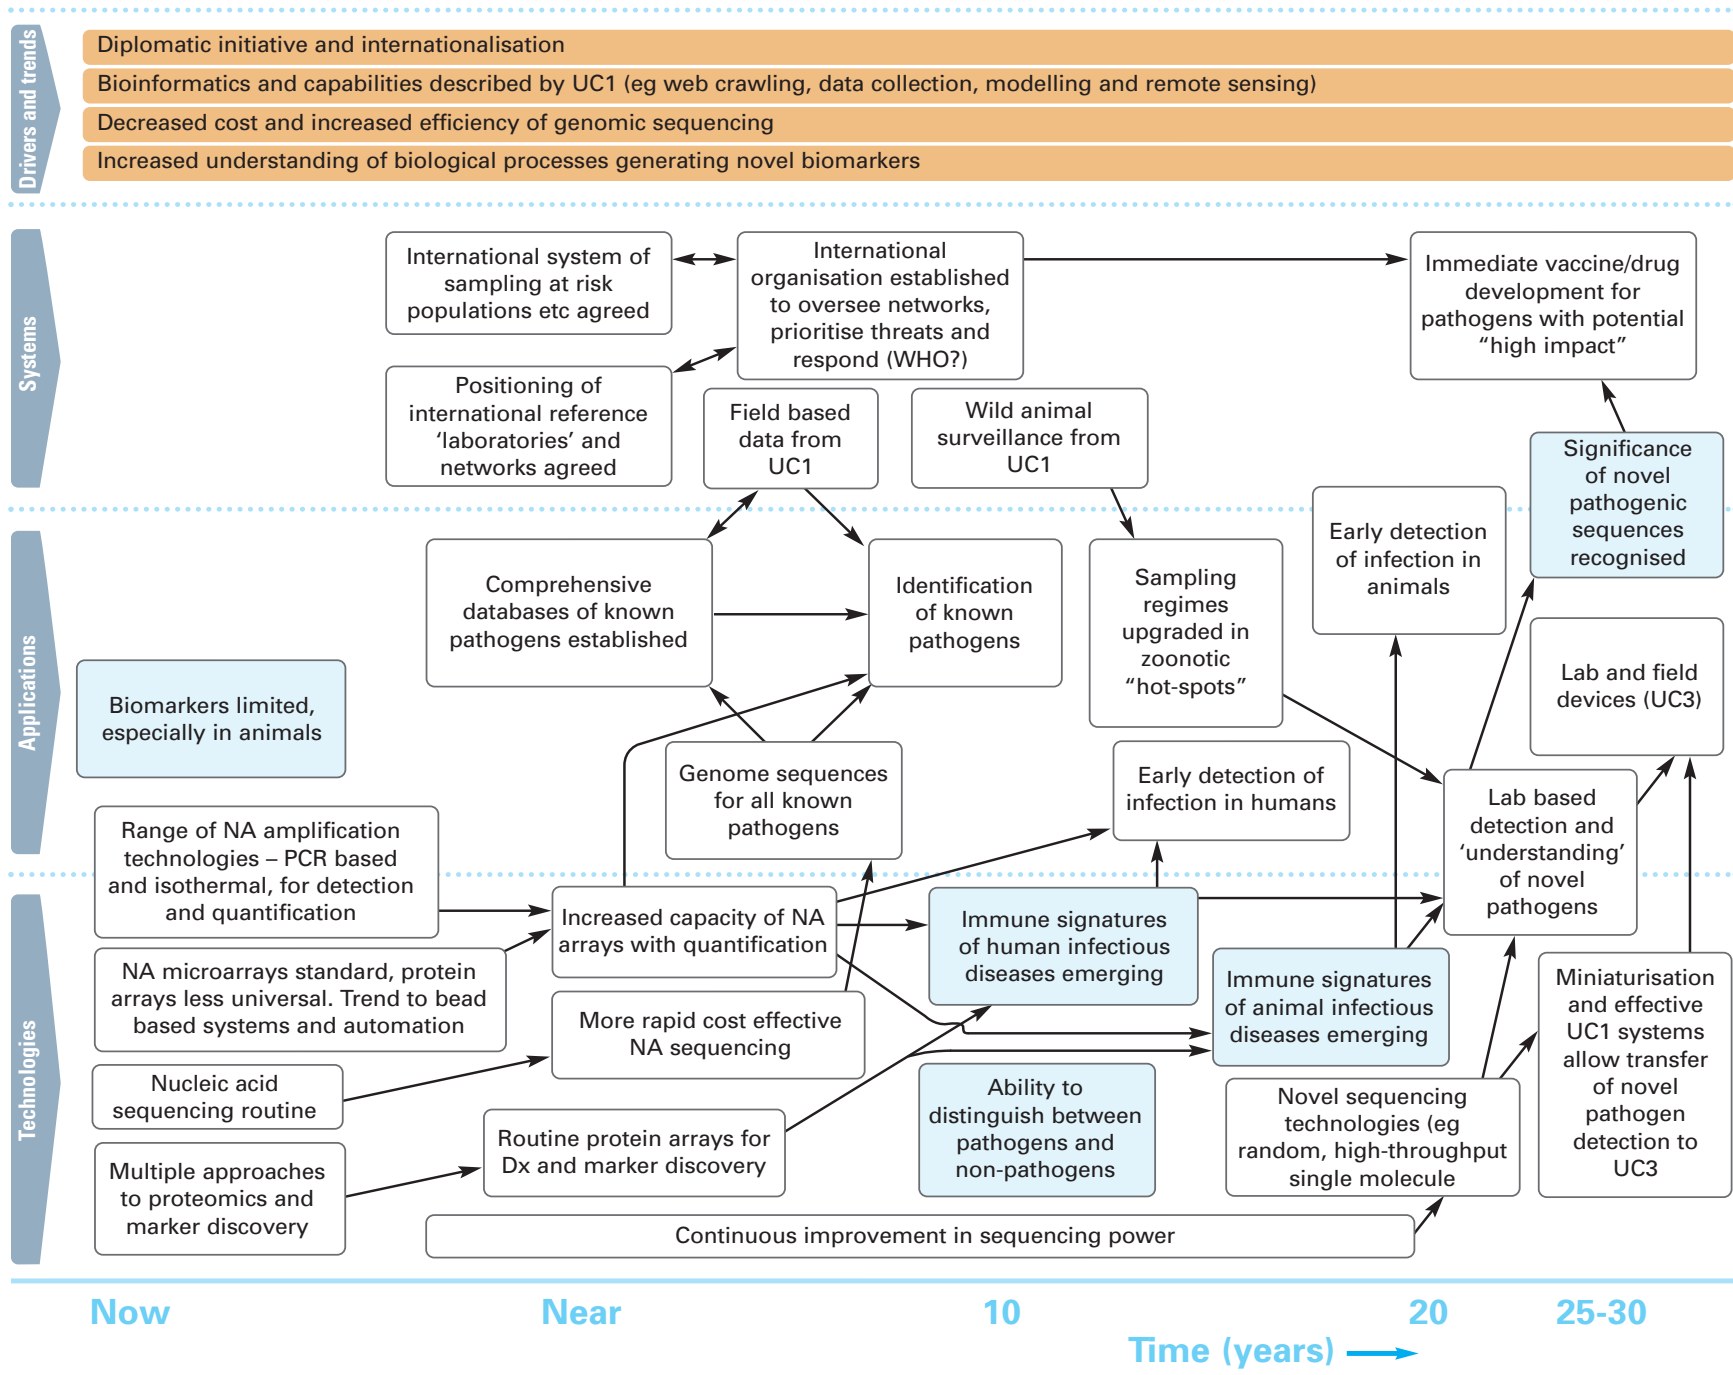 Drivers and trends
Diplomatic initiative and internationalisation
Bioinformatics and capabilities described by UC1 (eg web crawling, data collection, modelling and remote sensing)
Decreased cost and increased efficiency of genomic sequencing
Increased understanding of biological processes generating novel biomarkers
Systems
International system of
sampling at risk
populations etc agreed
International
organisation established
to oversee networks,
prioritise threats and
respond (WHO?)
Immediate vaccine/drug
development for
pathogens with potential
“high impact”
Positioning of
international reference
‘laboratories’ and
networks agreed
Field based
data from
UC1
Wild animal
surveillance from
UC1
Significance
of novel
pathogenic
sequences
recognised
Applications
Early detection
of infection in
animals
Comprehensive
databases of known
pathogens established
Identification
of known
pathogens
Sampling
regimes
upgraded in
zoonotic
“hot-spots”
Lab and field
devices (UC3)
Biomarkers limited,
especially in animals
Genome sequences
for all known
pathogens
Early detection of
infection in humans
Lab based
detection and
‘understanding’
of novel
pathogens
Range of NA amplification
technologies – PCR based
and isothermal, for detection
and quantification
Technologies
Increased capacity of NA
arrays with quantification
Immune signatures
of human infectious
diseases emerging
NA microarrays standard, protein
arrays less universal. Trend to bead
based systems and automation
Immune signatures
of animal infectious
diseases emerging
Miniaturisation
and effective
UC1 systems
allow transfer
of novel
pathogen
detection to
UC3
More rapid cost effective
NA sequencing
Nucleic acid
sequencing routine
Ability to
distinguish between
pathogens and
non-pathogens
Novel sequencing
technologies (eg
random, high-throughput
single molecule
Routine protein arrays for
Dx and marker discovery
Multiple approaches
to proteomics and
marker discovery
Continuous improvement in sequencing power
Now
Near
10
20
25-30
Time (years)